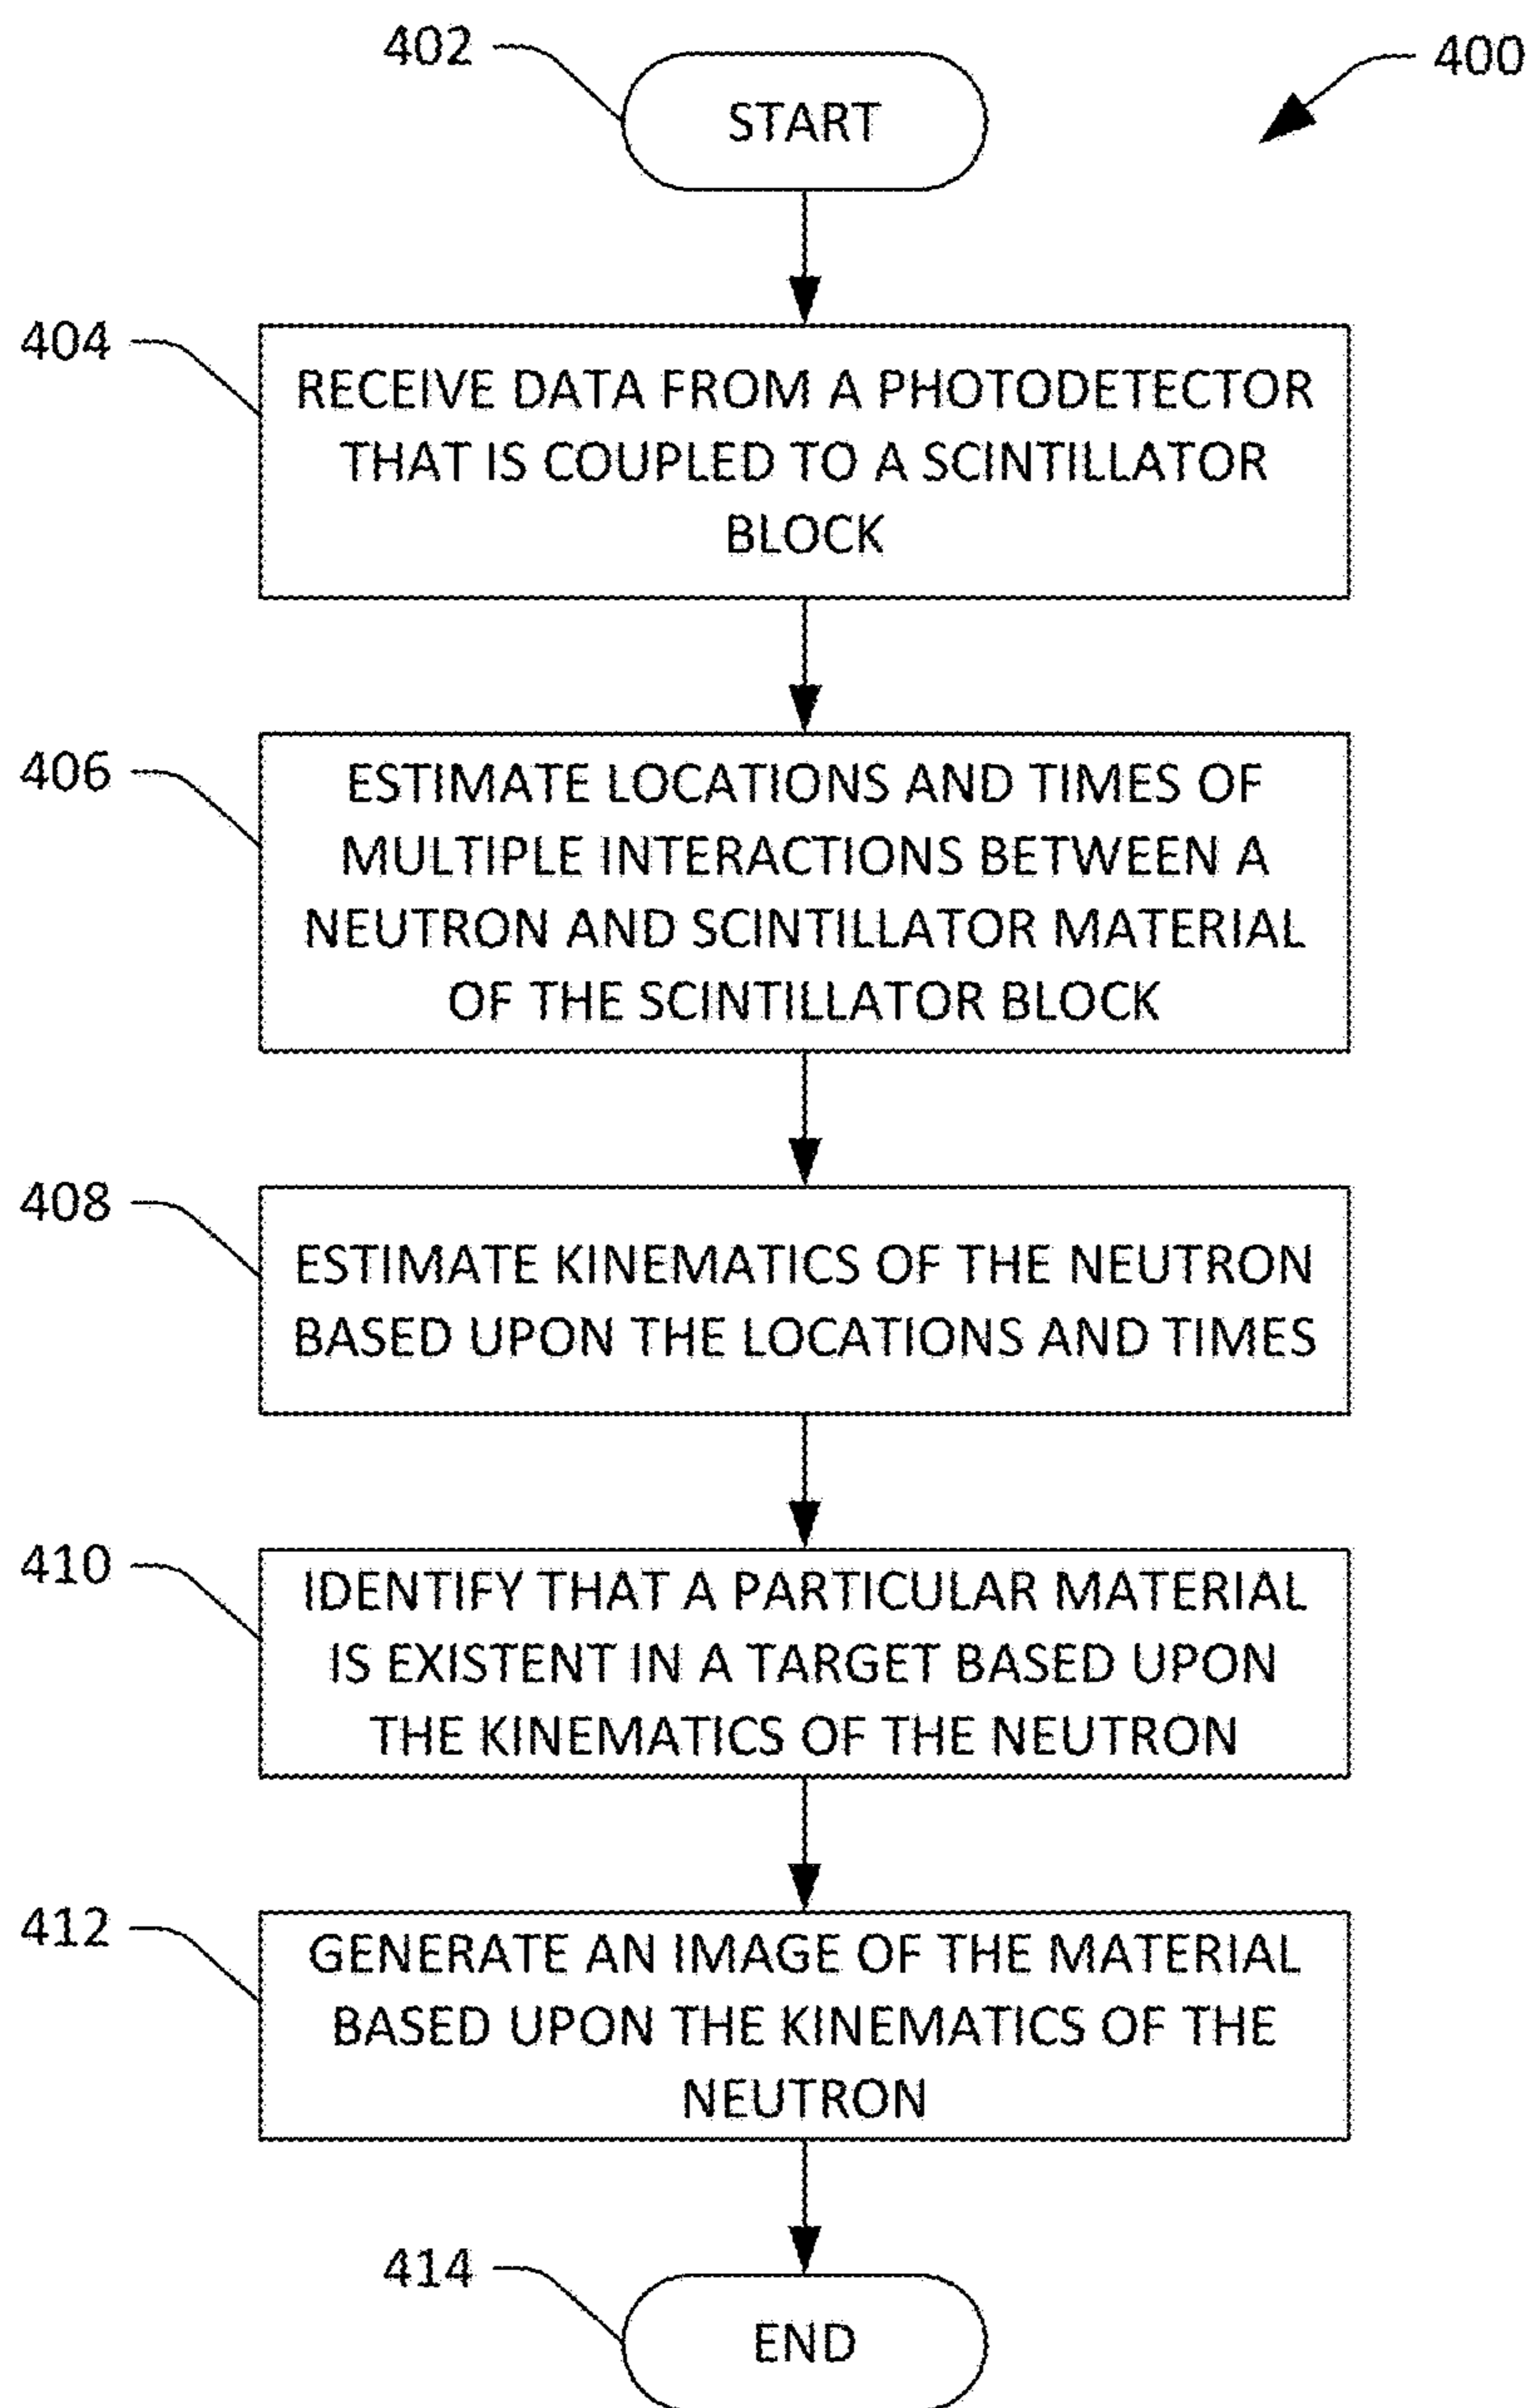 402
START
400
404
RECEIVE DATA FROM A PHOTODETECTOR
THAT IS COUPLED TO A SCINTILLATOR
BLOCK
406
ESTIMATE LOCATIONS AND TIMES OF
MULTIPLE INTERACTIONS BETWEEN A
NEUTRON AND SCINTILLATOR MATERIAL
OF THE SCINTILLATOR BLOCK
408
ESTIMATE KINEMATICS OF THE NEUTRON
BASED UPON THE LOCATIONS AND TIMES
410
IDENTIFY THAT A PARTICULAR MATERIAL
IS EXISTENT IN A TARGET BASED UPON
THE KINEMATICS OF THE NEUTRON
412
GENERATE AN IMAGE OF THE MATERIAL
BASED UPON THE KINEMATICS OF THE
NEUTRON
414
END